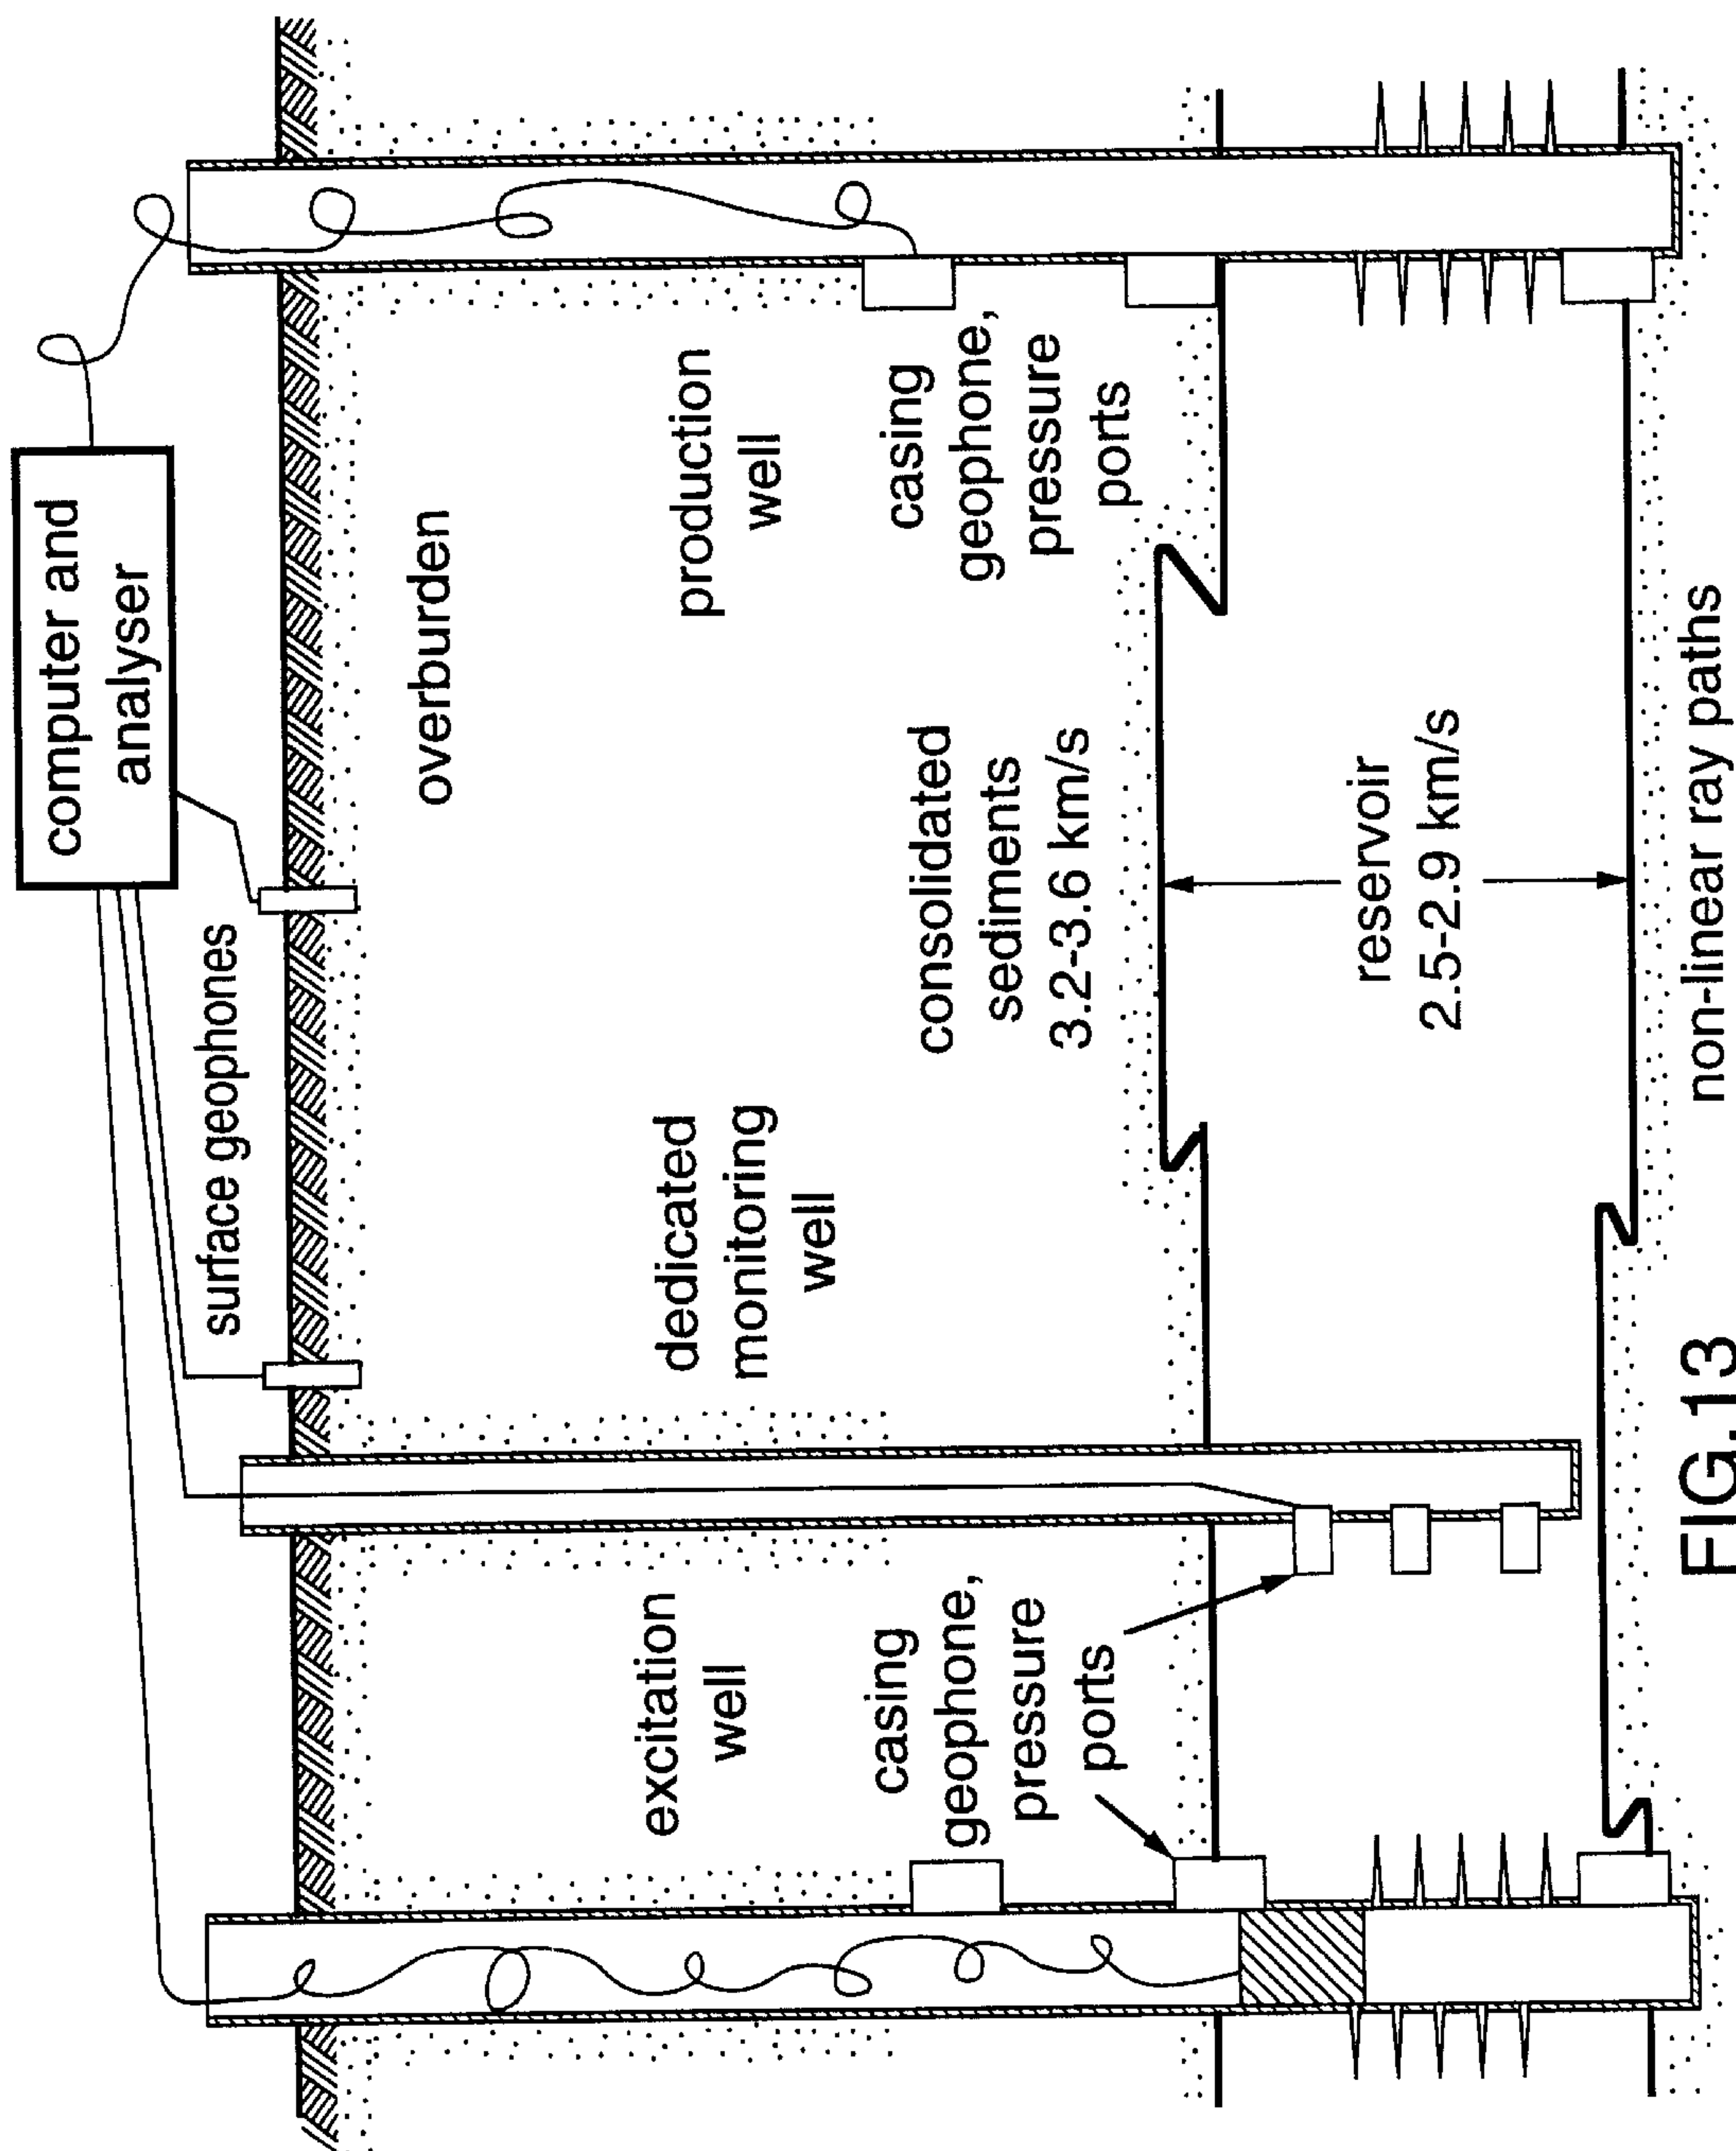 computer and
analyser
surface geophones
overburden
excitation
well
dedicated
monitoring
well
production
well
casing
geophone,
pressure
ports
consolidated
sediments
3.2-3.6 km/s
casing
geophone,
pressure
ports
reservoir
2.5-2.9 km/s
non-linear ray paths
FIG.13